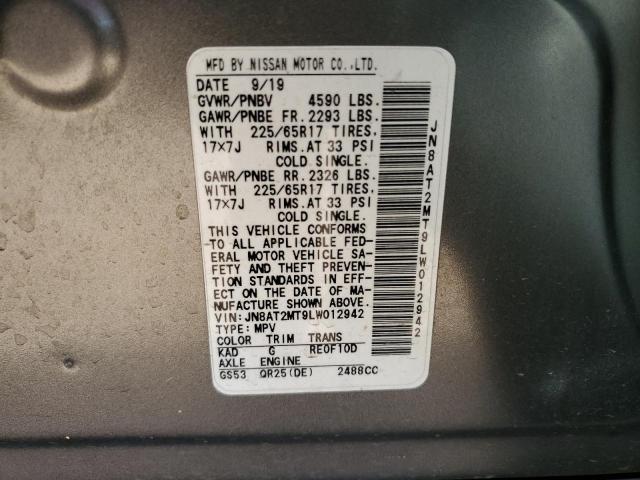 MFD BY NISSAN MOTOR CO.,LTD.
DATE 9/19
GVWR/PNBV 4590 LBS.
GAWR/PNBE FR. 2293 LBS.
WITH 225/65R17 TIRES,
17×7J RIMS.AT 33 PSI
COLD SINGLE.
GAWR/PNBE RR. 2326 LBS.
WITH 225/65R17 TIRES,
17×7J RIMS.AT 33 PSI
COLD SINGLE.
THIS VEHICLE CONFORMS
TO ALL APPLICABLE FED-
ERAL MOTOR VEHICLE SA-
FETY AND THEFT PREVEN-
TION STANDARDS IN EFF-
ECT ON THE DATE OF MA-
NUFACTURE SHOWN ABOVE.
VIN:JN8AT2MT9LW012942
TYPE:MPV
COLOR TRIM TRANS
KAD G RE0F10D
AXLE ENGINE
GS53 QR25(DE) 2488CC
JN8AT2MT9LW012942